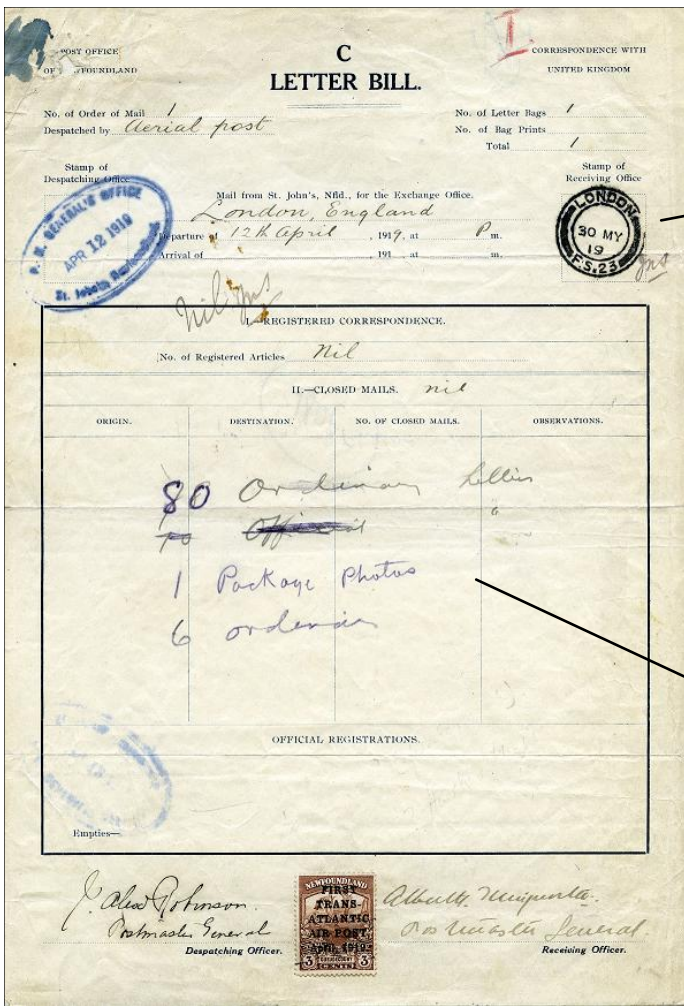 C
LETTER BILL.
POST OFFICE
OF NEWFOUNDLAND
I.
CORRESPONDENCE WITH
UNITED KINGDOM
No. of Order of Mail 1
Despatched by Aerial post
No. of Letter Bags 1
No. of Bag Prints
Total 1
Stamp of
Despatching Office
Stamp of
Receiving Office
P. M. GENERAL'S OFFICE
APR 12 1919
St. John's Newfoundland
LONDON
30 MY
19
F.S.23
Mail from St. John's, Nfld., for the Exchange Office.
London, England
Departure of 12th April, 1919, at P m.
Arrival of , 191 , at m.
Nil
I.—REGISTERED CORRESPONDENCE.
No. of Registered Articles Nil
II.—CLOSED MAILS. nil
ORIGIN. DESTINATION. NO. OF CLOSED MAILS. OBSERVATIONS.
80 Ordinary Letters
Official "
1 Package Photos
6 ordinary
OFFICIAL REGISTRATIONS.
Empties—
J. Alex Robinson.
Postmaster General
Despatching Officer.
NEWFOUNDLAND
FIRST
TRANS-
ATLANTIC
AIR POST,
April, 1919.
3 CENTS 3
Postmaster General.
Receiving Officer.